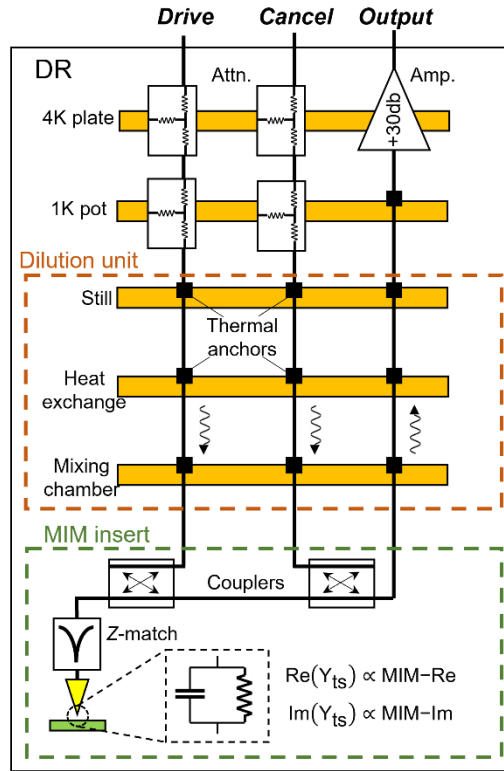 Drive Cancel Output
DR
Attn.
Amp.
4K plate
+30db
1K pot
Dilution unit
Still
Thermal
anchors
Heat
exchange
Mixing
chamber
MIM insert
Couplers
Z-match
Re(Yts) ∝ MIM−Re
Im(Yts) ∝ MIM−Im